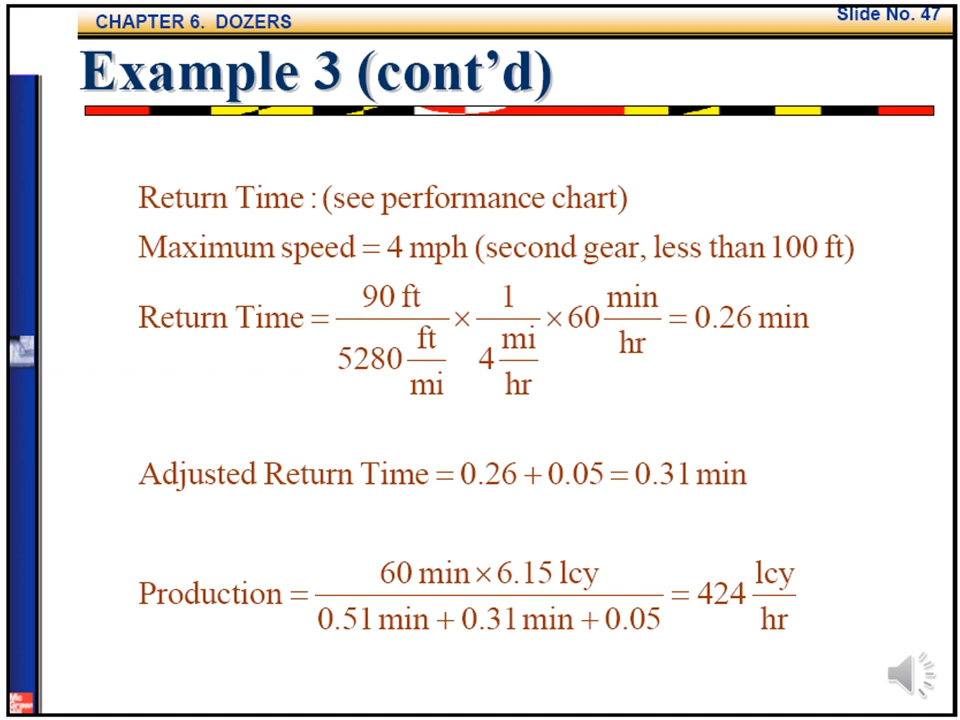 CHAPTER 6. DOZERS
Slide No. 47
Example 3 (cont'd)
Return Time : (see performance chart)
Maximum speed = 4 mph (second gear, less than 100 ft)
Return Time = 90 ft / 5280 ft/mi × 1 / 4 mi/hr × 60 min/hr = 0.26 min
Adjusted Return Time = 0.26 + 0.05 = 0.31 min
Production = 60 min × 6.15 lcy / 0.51 min + 0.31 min + 0.05 = 424 lcy/hr